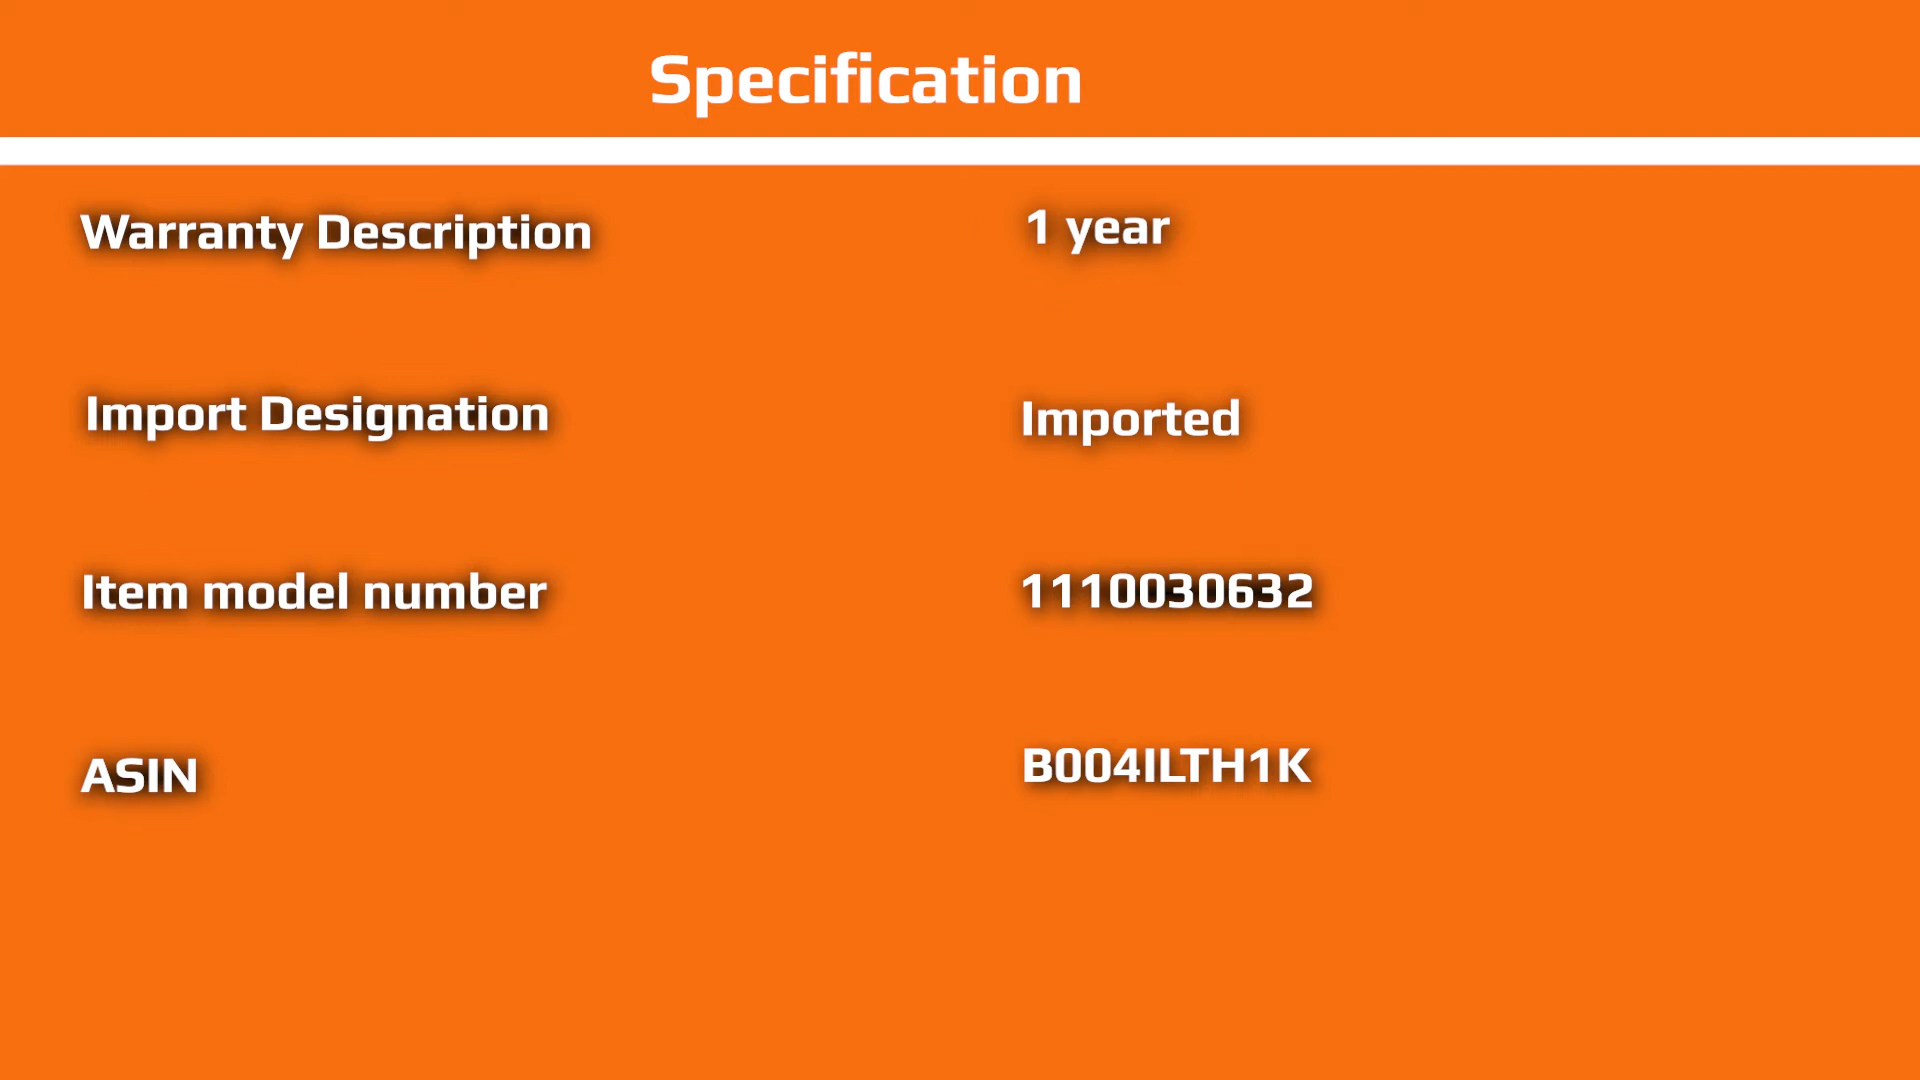 Specification
Warranty Description 1 year
Import Designation Imported
Item model number 1110030632
ASIN B004ILTH1K